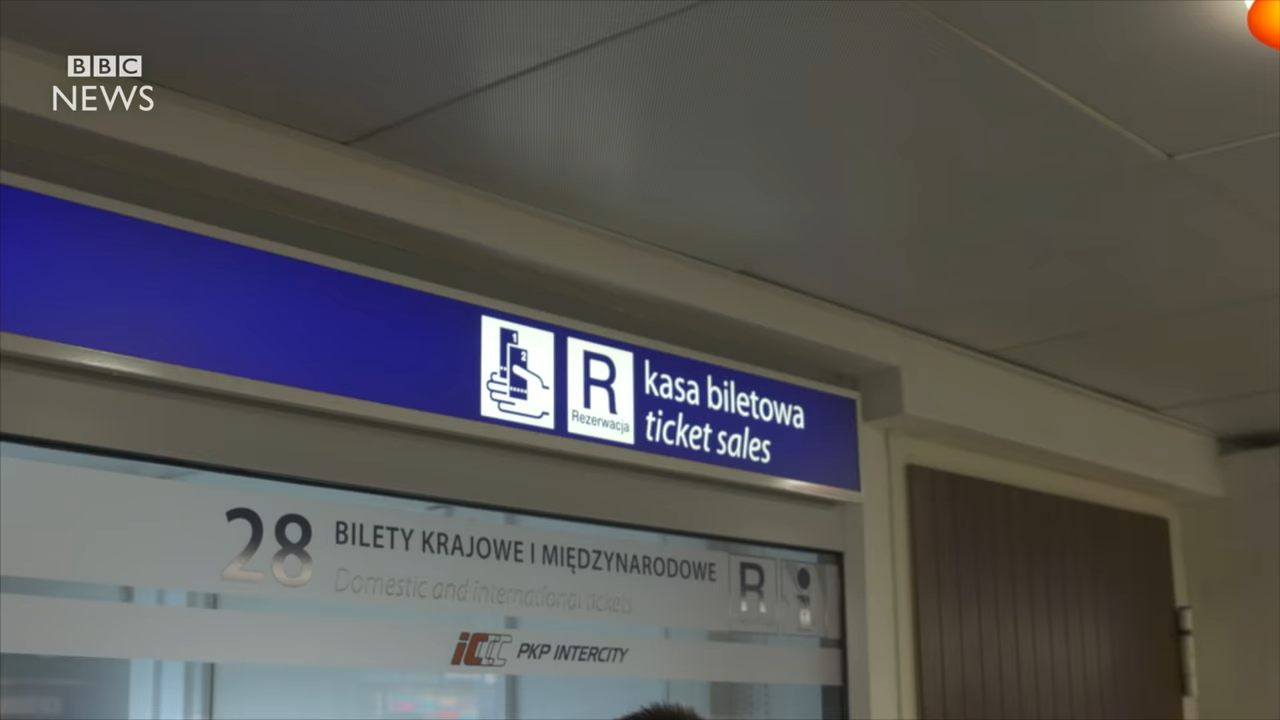 BBC
NEWS
1
2
R
Rezerwacja
kasa biletowa
ticket sales
28
BILETY KRAJOWE I MIĘDZYNARODOWE
Domestic and international tickets
R
iC
PKP INTERCITY